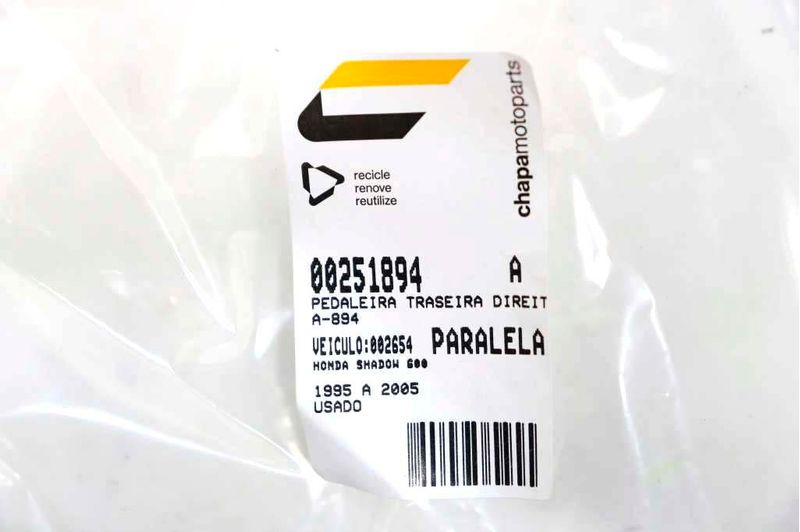 chapamotoparts
recicle
renove
reutilize
00251894 A
PEDALEIRA TRASEIRA DIREIT
A-894
VEICULO:002654 PARALELA
HONDA SHADOW 600
1995 A 2005
USADO